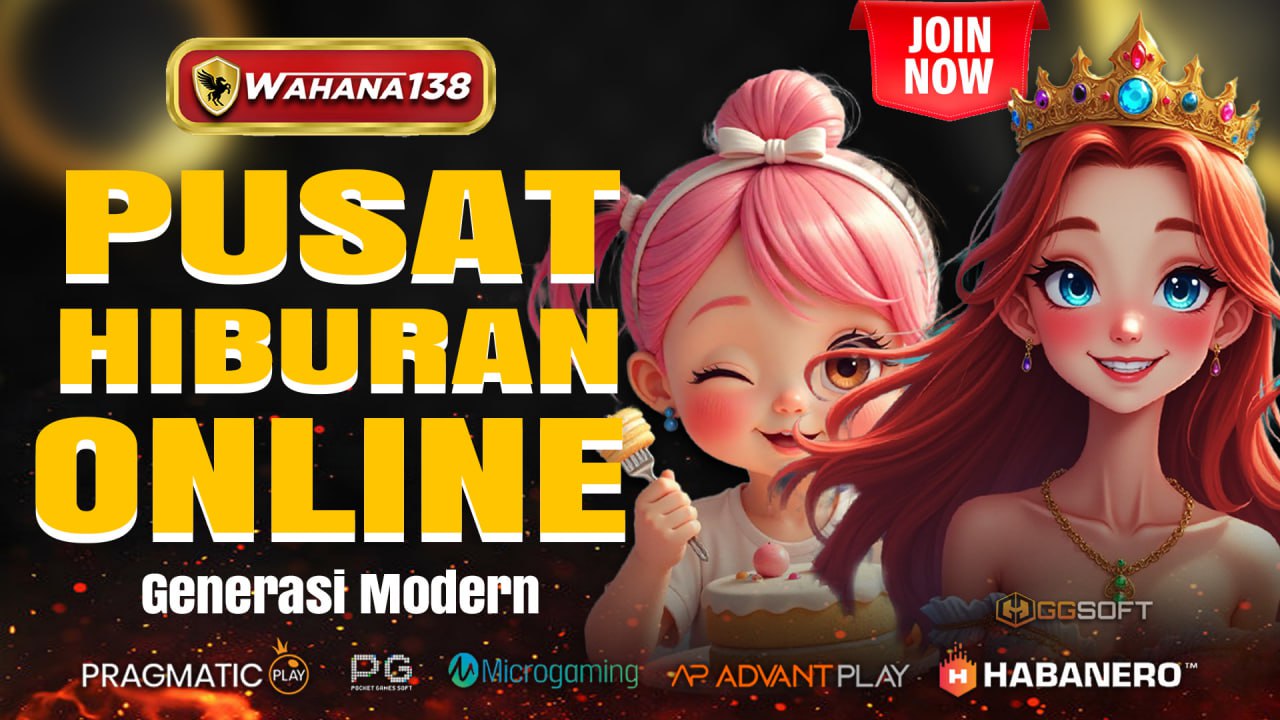 WAHANA138
JOIN
NOW
PUSAT
HIBURAN
ONLINE
Generasi Modern
GGSOFT
PRAGMATIC PLAY
PG
POCKET GAMES SOFT
Microgaming
AP ADVANTPLAY
H HABANERO™